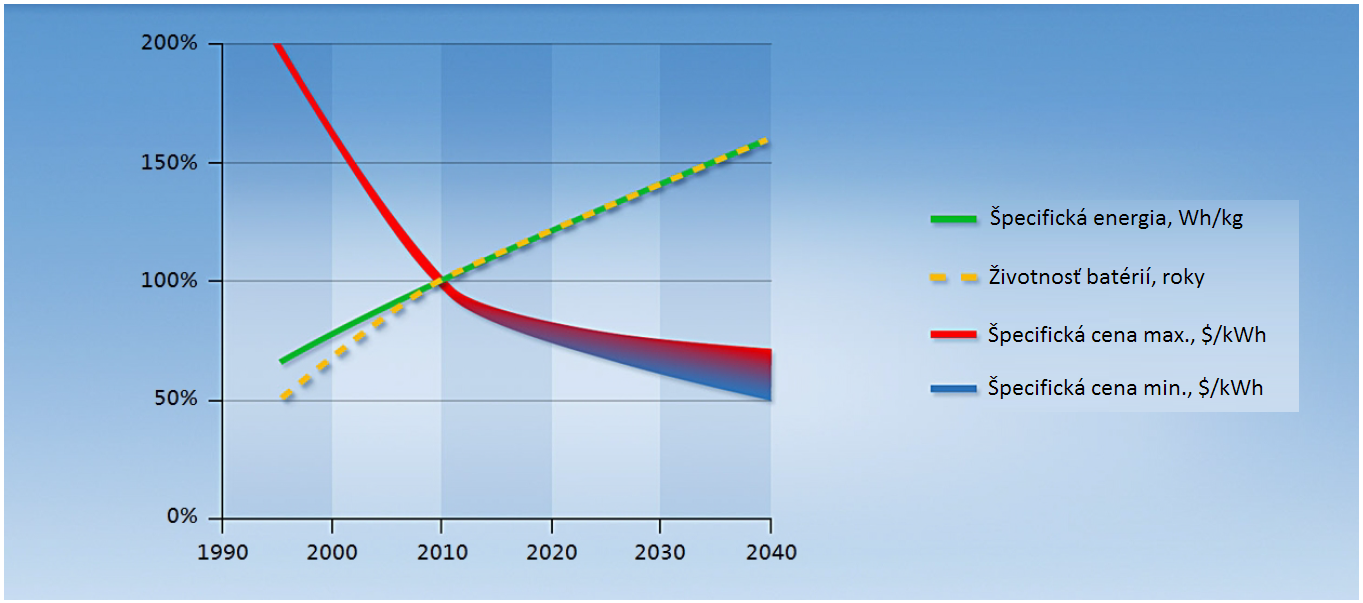 200%
150%
100%
50%
0%
1990 2000 2010 2020 2030 2040
Špecifická energia, Wh/kg
Životnosť batérií, roky
Špecifická cena max., $/kWh
Špecifická cena min., $/kWh